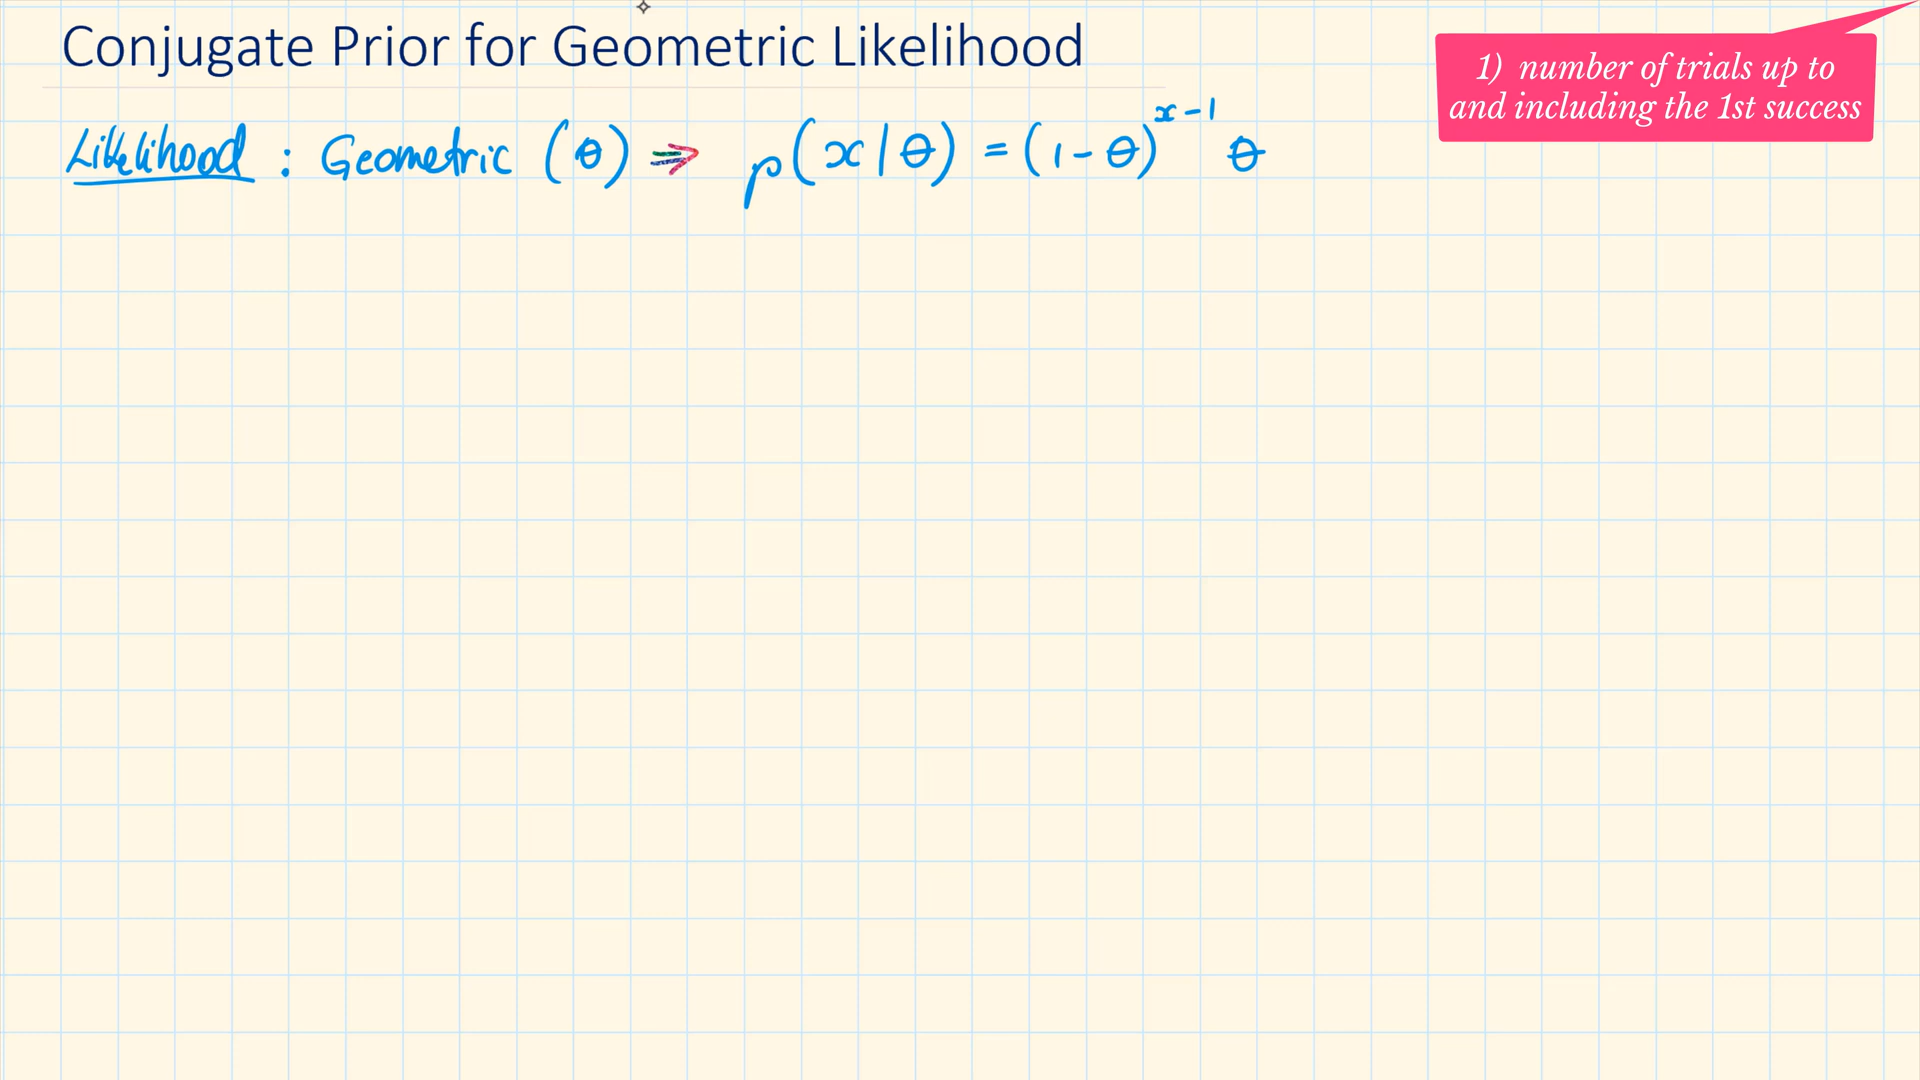 Conjugate Prior for Geometric Likelihood
1) number of trials up to
and including the 1st success
Likelihood : Geometric (θ) ⇒ p(x|θ) = (1-θ)^{x-1} θ